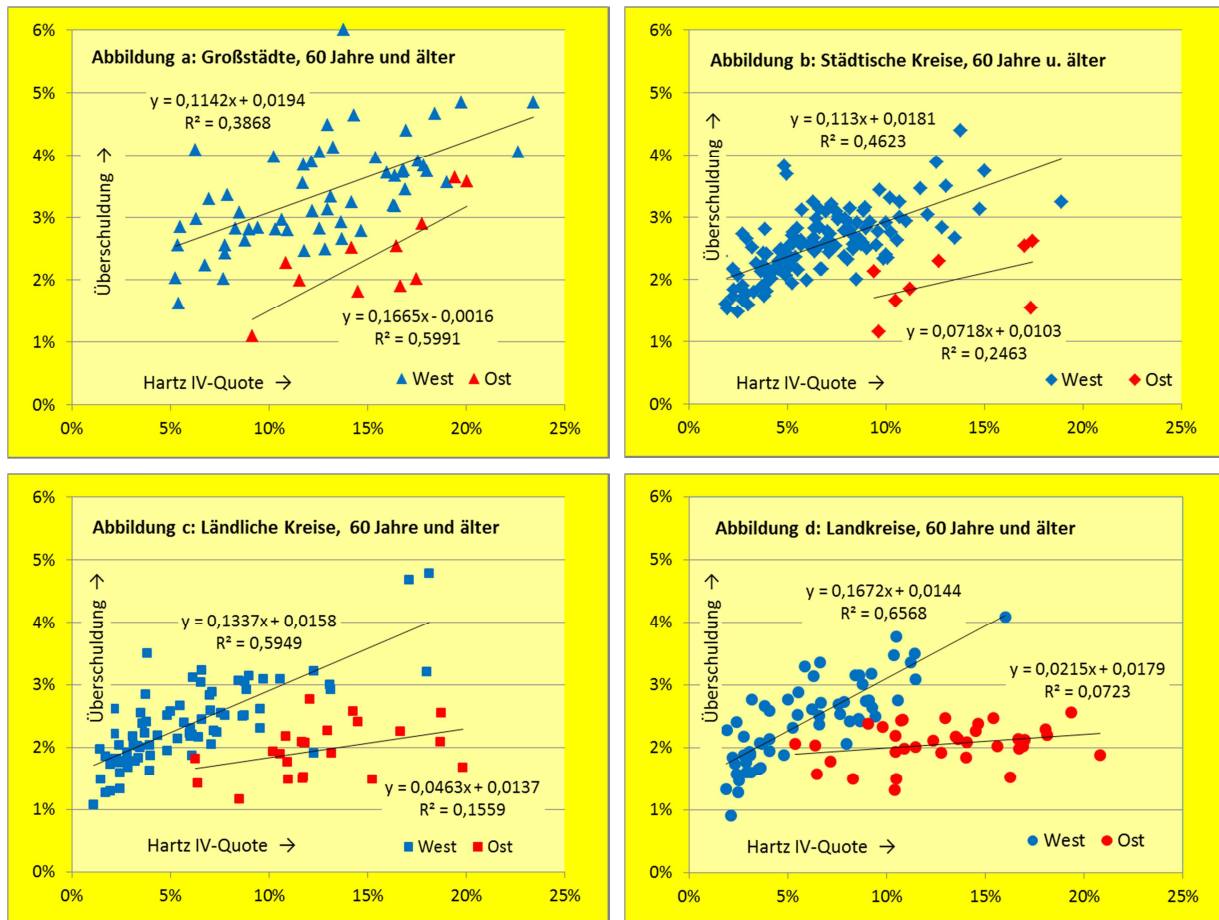 Abbildung a: Großstädte, 60 Jahre und älter
6%
5%
4%
3%
2%
1%
0%
Überschuldung →
y = 0,1142x + 0,0194
R² = 0,3868
y = 0,1665x - 0,0016
R² = 0,5991
Hartz IV-Quote →
West
Ost
0% 5% 10% 15% 20% 25%
Abbildung b: Städtische Kreise, 60 Jahre u. älter
6%
5%
4%
3%
2%
1%
0%
Überschuldung →
y = 0,113x + 0,0181
R² = 0,4623
y = 0,0718x + 0,0103
R² = 0,2463
Hartz IV-Quote →
West
Ost
0% 5% 10% 15% 20% 25%
Abbildung c: Ländliche Kreise, 60 Jahre und älter
6%
5%
4%
3%
2%
1%
0%
Überschuldung →
y = 0,1337x + 0,0158
R² = 0,5949
y = 0,0463x + 0,0137
R² = 0,1559
Hartz IV-Quote →
West
Ost
0% 5% 10% 15% 20% 25%
Abbildung d: Landkreise, 60 Jahre und älter
6%
5%
4%
3%
2%
1%
0%
Überschuldung →
y = 0,1672x + 0,0144
R² = 0,6568
y = 0,0215x + 0,0179
R² = 0,0723
Hartz IV-Quote →
West
Ost
0% 5% 10% 15% 20% 25%